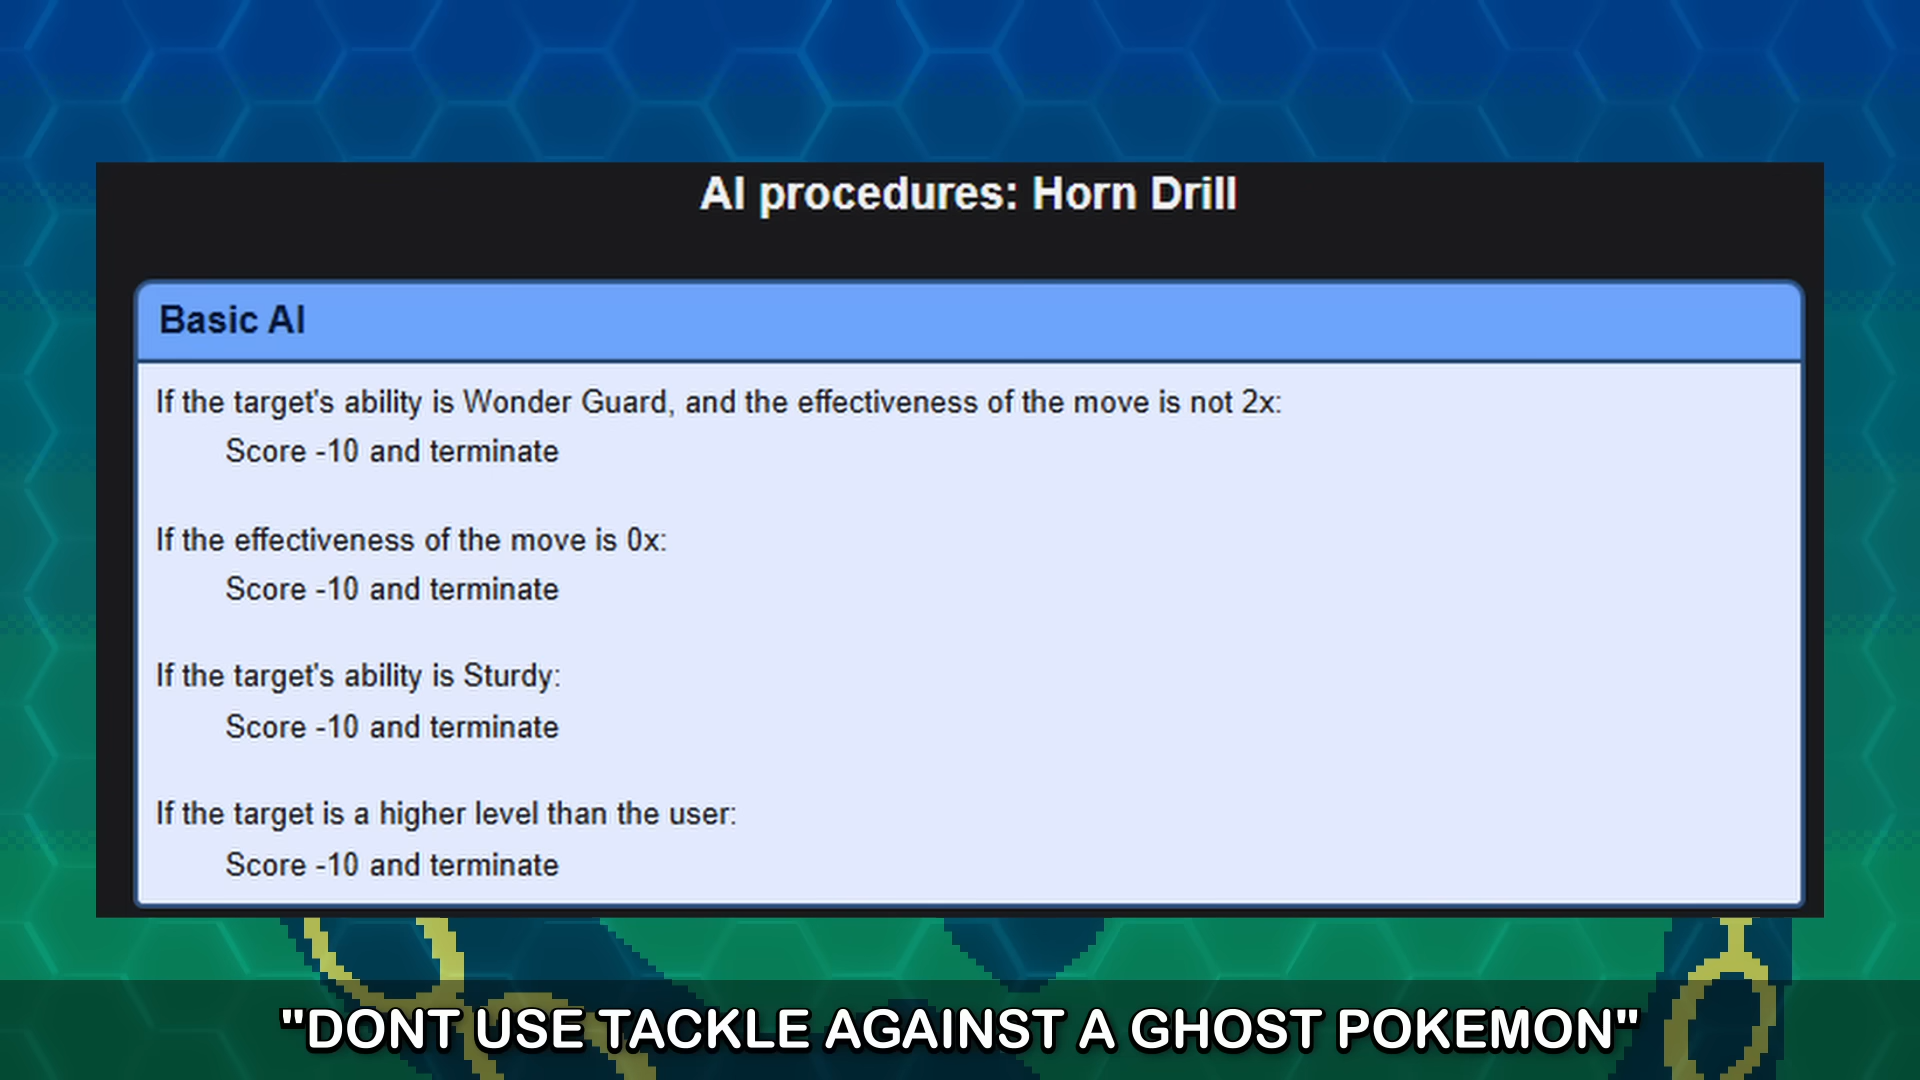 AI procedures: Horn Drill
Basic AI
If the target's ability is Wonder Guard, and the effectiveness of the move is not 2x:
Score -10 and terminate
If the effectiveness of the move is 0x:
Score -10 and terminate
If the target's ability is Sturdy:
Score -10 and terminate
If the target is a higher level than the user:
Score -10 and terminate
"DONT USE TACKLE AGAINST A GHOST POKEMON"